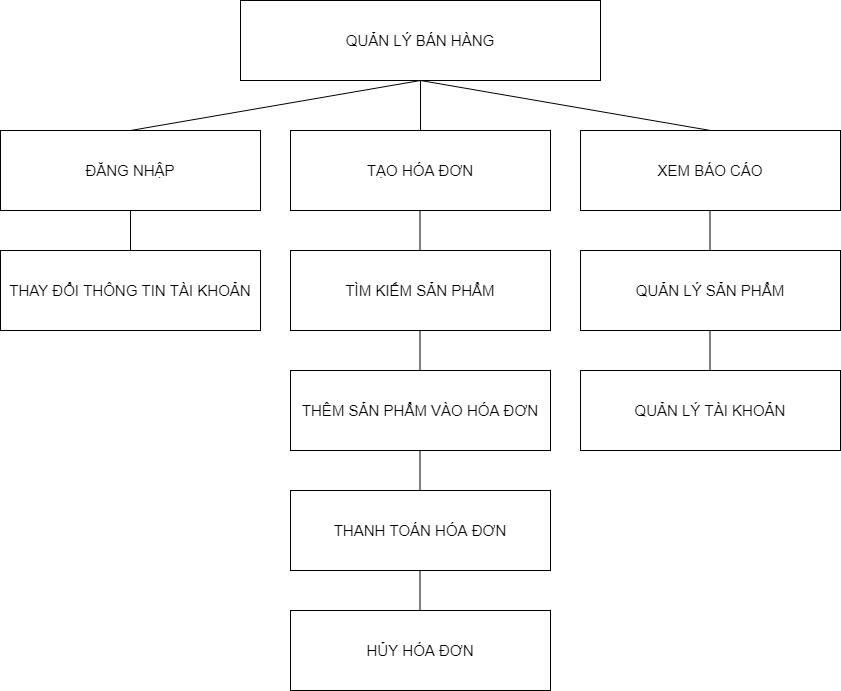 QUẢN LÝ BÁN HÀNG
ĐĂNG NHẬP
TẠO HÓA ĐƠN
XEM BÁO CÁO
THAY ĐỔI THÔNG TIN TÀI KHOẢN
TÌM KIẾM SẢN PHẨM
QUẢN LÝ SẢN PHẨM
THÊM SẢN PHẨM VÀO HÓA ĐƠN
QUẢN LÝ TÀI KHOẢN
THANH TOÁN HÓA ĐƠN
HỦY HÓA ĐƠN